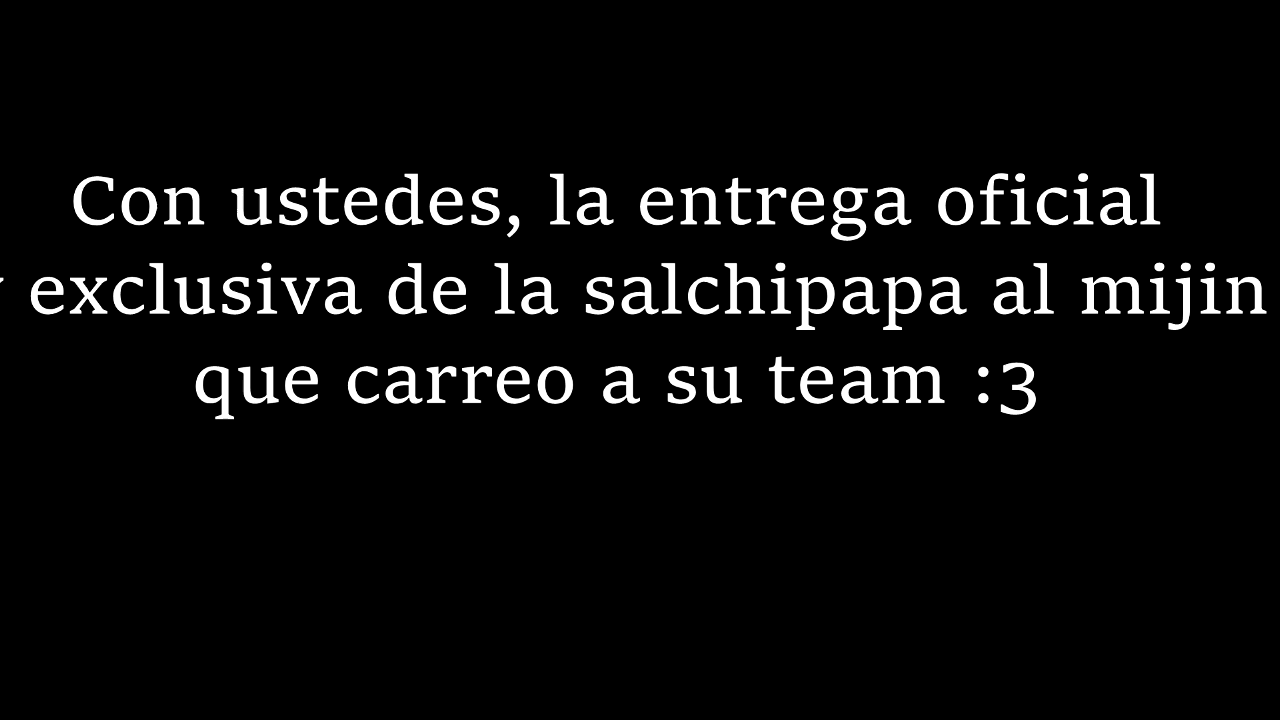 Con ustedes, la entrega oficial
y exclusiva de la salchipapa al mijin
que carreo a su team :3